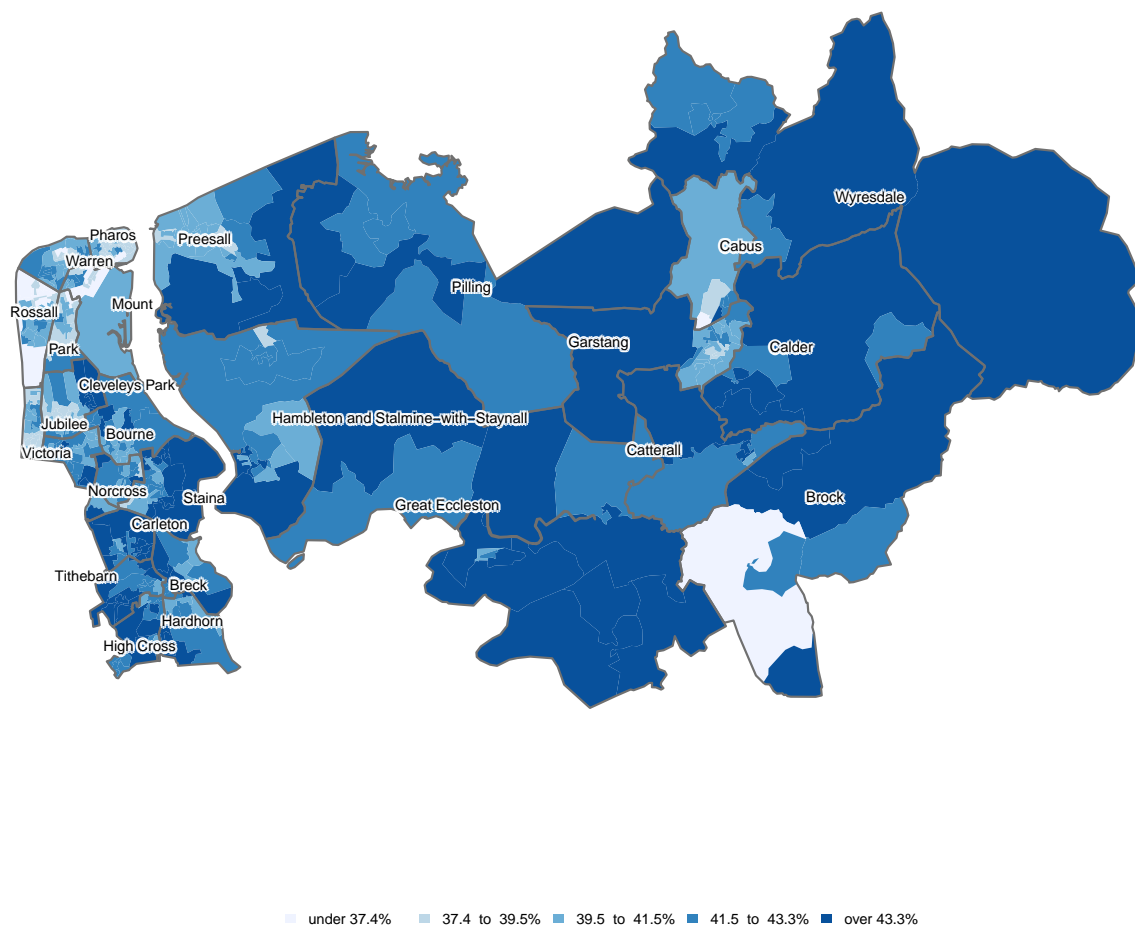 Wyresdale
Pharos
Preesall
Cabus
Warren
Pilling
Mount
Rossall
Garstang
Park
Calder
Cleveleys Park
Hambleton and Stalmine–with–Staynall
Jubilee
Bourne
Victoria
Catterall
Norcross
Staina
Brock
Great Eccleston
Carleton
Tithebarn
Breck
Hardhorn
High Cross
under 37.4% 37.4 to 39.5% 39.5 to 41.5% 41.5 to 43.3% over 43.3%